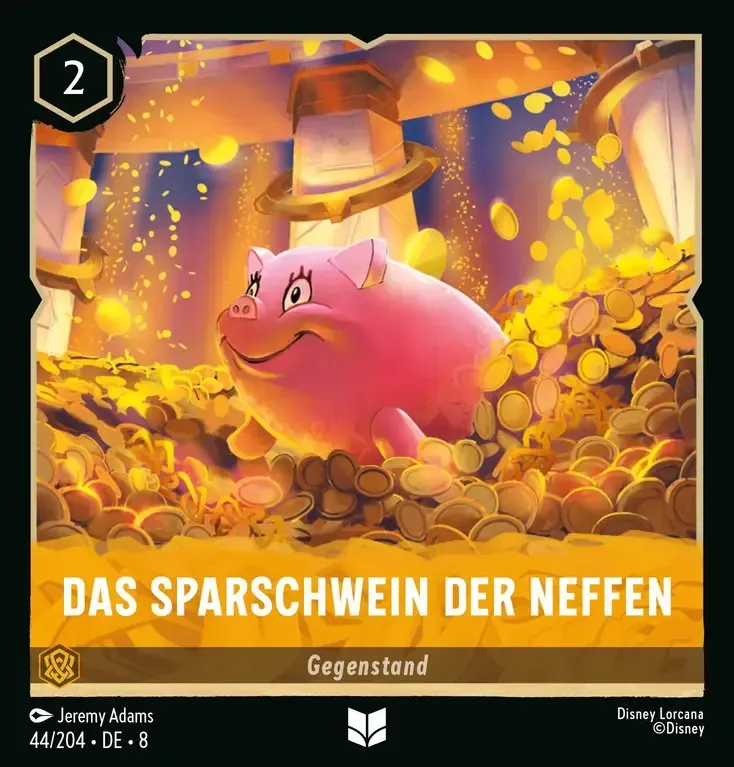 2
DAS SPARSCHWEIN DER NEFFEN
Gegenstand
Jeremy Adams
44/204 • DE • 8
Disney Lorcana
©Disney